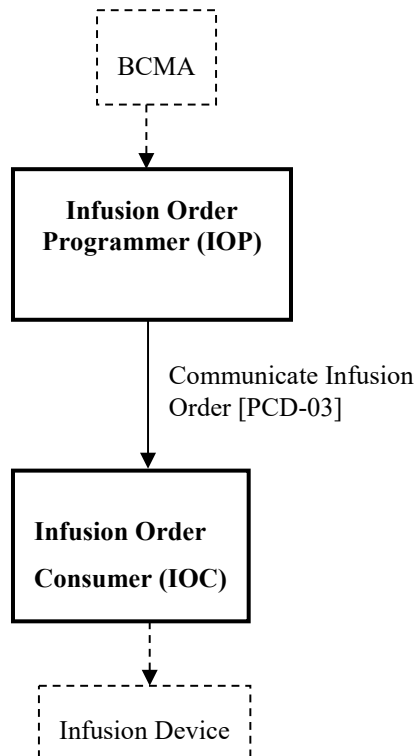 BCMA
Infusion Order
Programmer (IOP)
Communicate Infusion
Order [PCD-03]
Infusion Order
Consumer (IOC)
Infusion Device